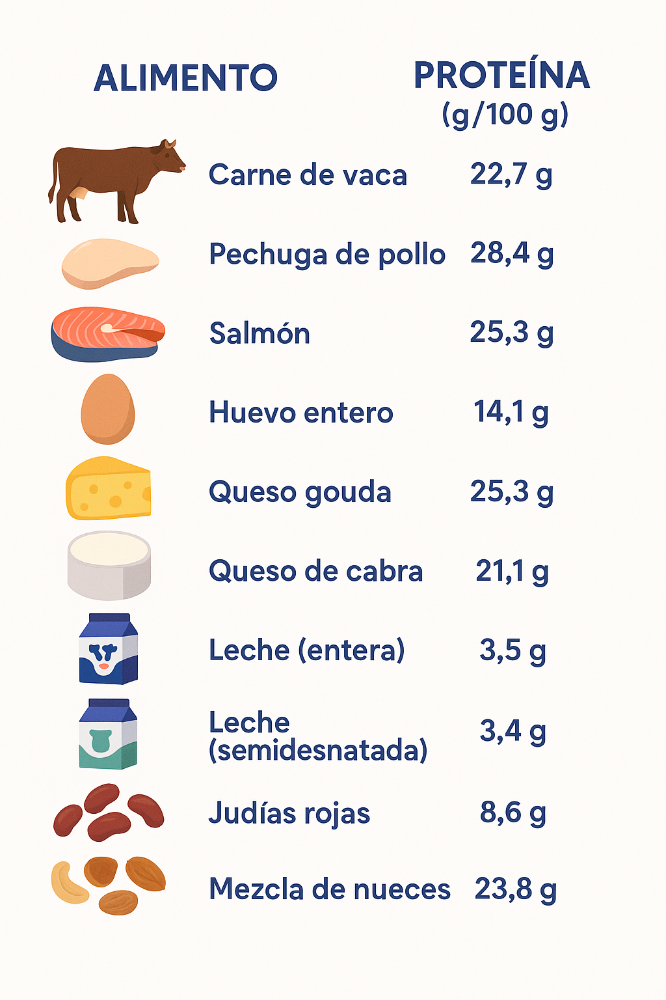 ALIMENTO PROTEÍNA
(g/100 g)
Carne de vaca 22,7 g
Pechuga de pollo 28,4 g
Salmón 25,3 g
Huevo entero 14,1 g
Queso gouda 25,3 g
Queso de cabra 21,1 g
Leche (entera) 3,5 g
Leche
(semidesnatada) 3,4 g
Judías rojas 8,6 g
Mezcla de nueces 23,8 g